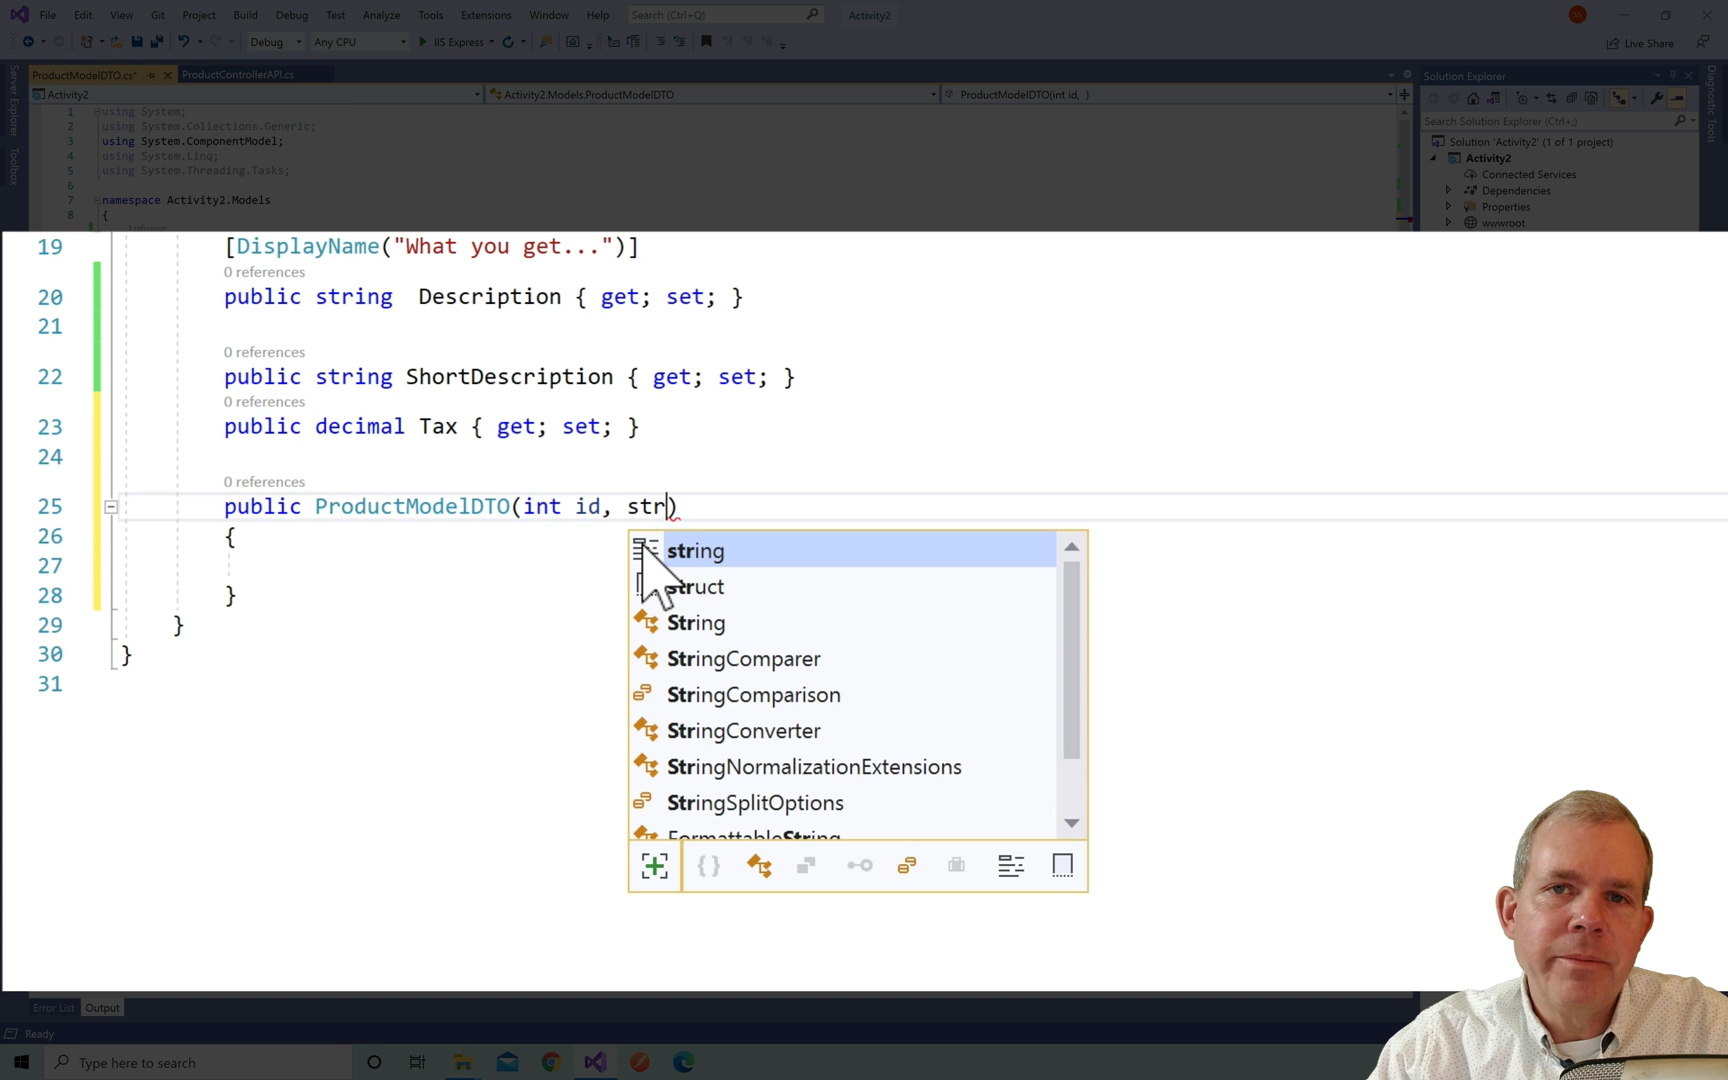 File Edit View Git Project Build Debug Test Analyze Tools Extensions Window Help Search (Ctrl+Q) Activity2 SS
Debug Any CPU IIS Express Live Share
ProductModelDTO.cs* ProductControllerAPI.cs
Activity2 Activity2.Models.ProductModelDTO ProductModelDTO(int id, )
Server Explorer
Toolbox
1 using System;
2 using System.Collections.Generic;
3 using System.ComponentModel;
4 using System.Linq;
5 using System.Threading.Tasks;
6
7 namespace Activity2.Models
8 {
Solution Explorer
Search Solution Explorer (Ctrl+;)
Solution 'Activity2' (1 of 1 project)
Activity2
Connected Services
Dependencies
Properties
wwwroot
Diagnostic Tools
19 [DisplayName("What you get...")]
0 references
20 public string  Description { get; set; }
21
0 references
22 public string ShortDescription { get; set; }
0 references
23 public decimal Tax { get; set; }
24
0 references
25 public ProductModelDTO(int id, str)
26 {
27
28 }
29 }
30 }
31
string
struct
String
StringComparer
StringComparison
StringConverter
StringNormalizationExtensions
StringSplitOptions
FormattableString
Error List Output
Ready
Type here to search